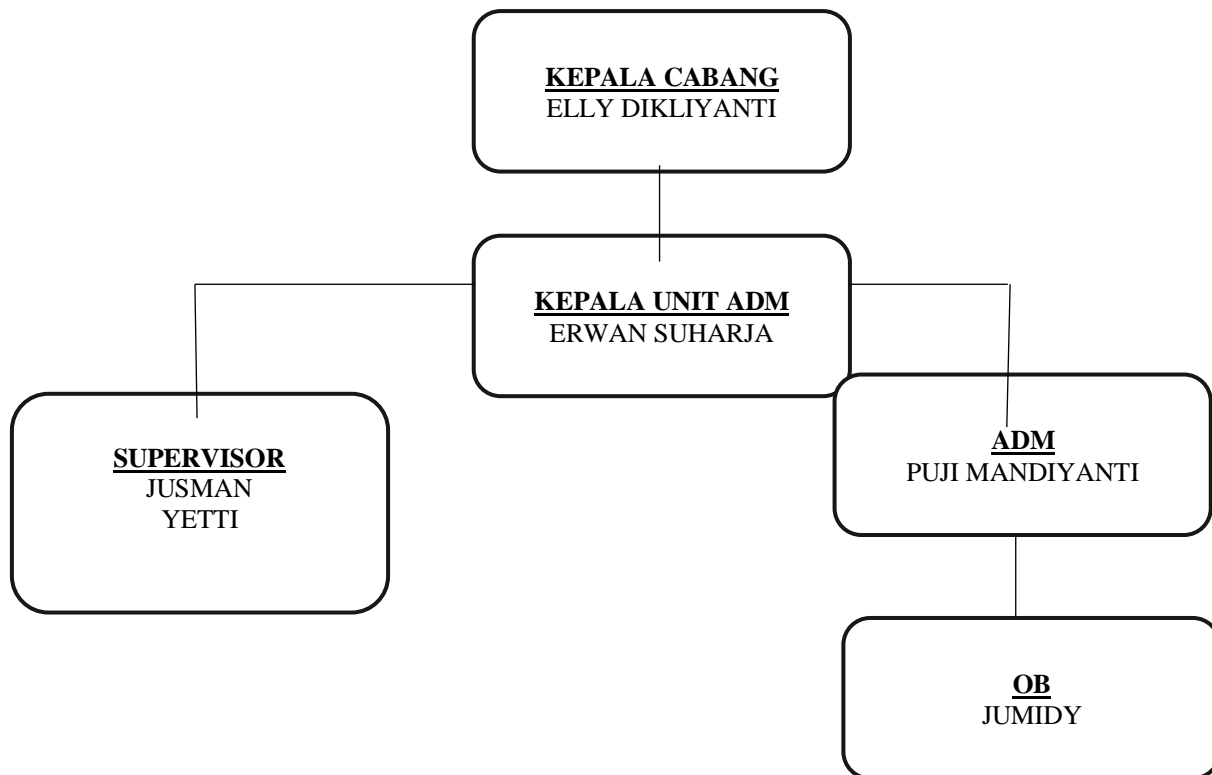 KEPALA CABANG
ELLY DIKLIYANTI
KEPALA UNIT ADM
ERWAN SUHARJA
SUPERVISOR
JUSMAN
YETTI
ADM
PUJI MANDIYANTI
OB
JUMIDY